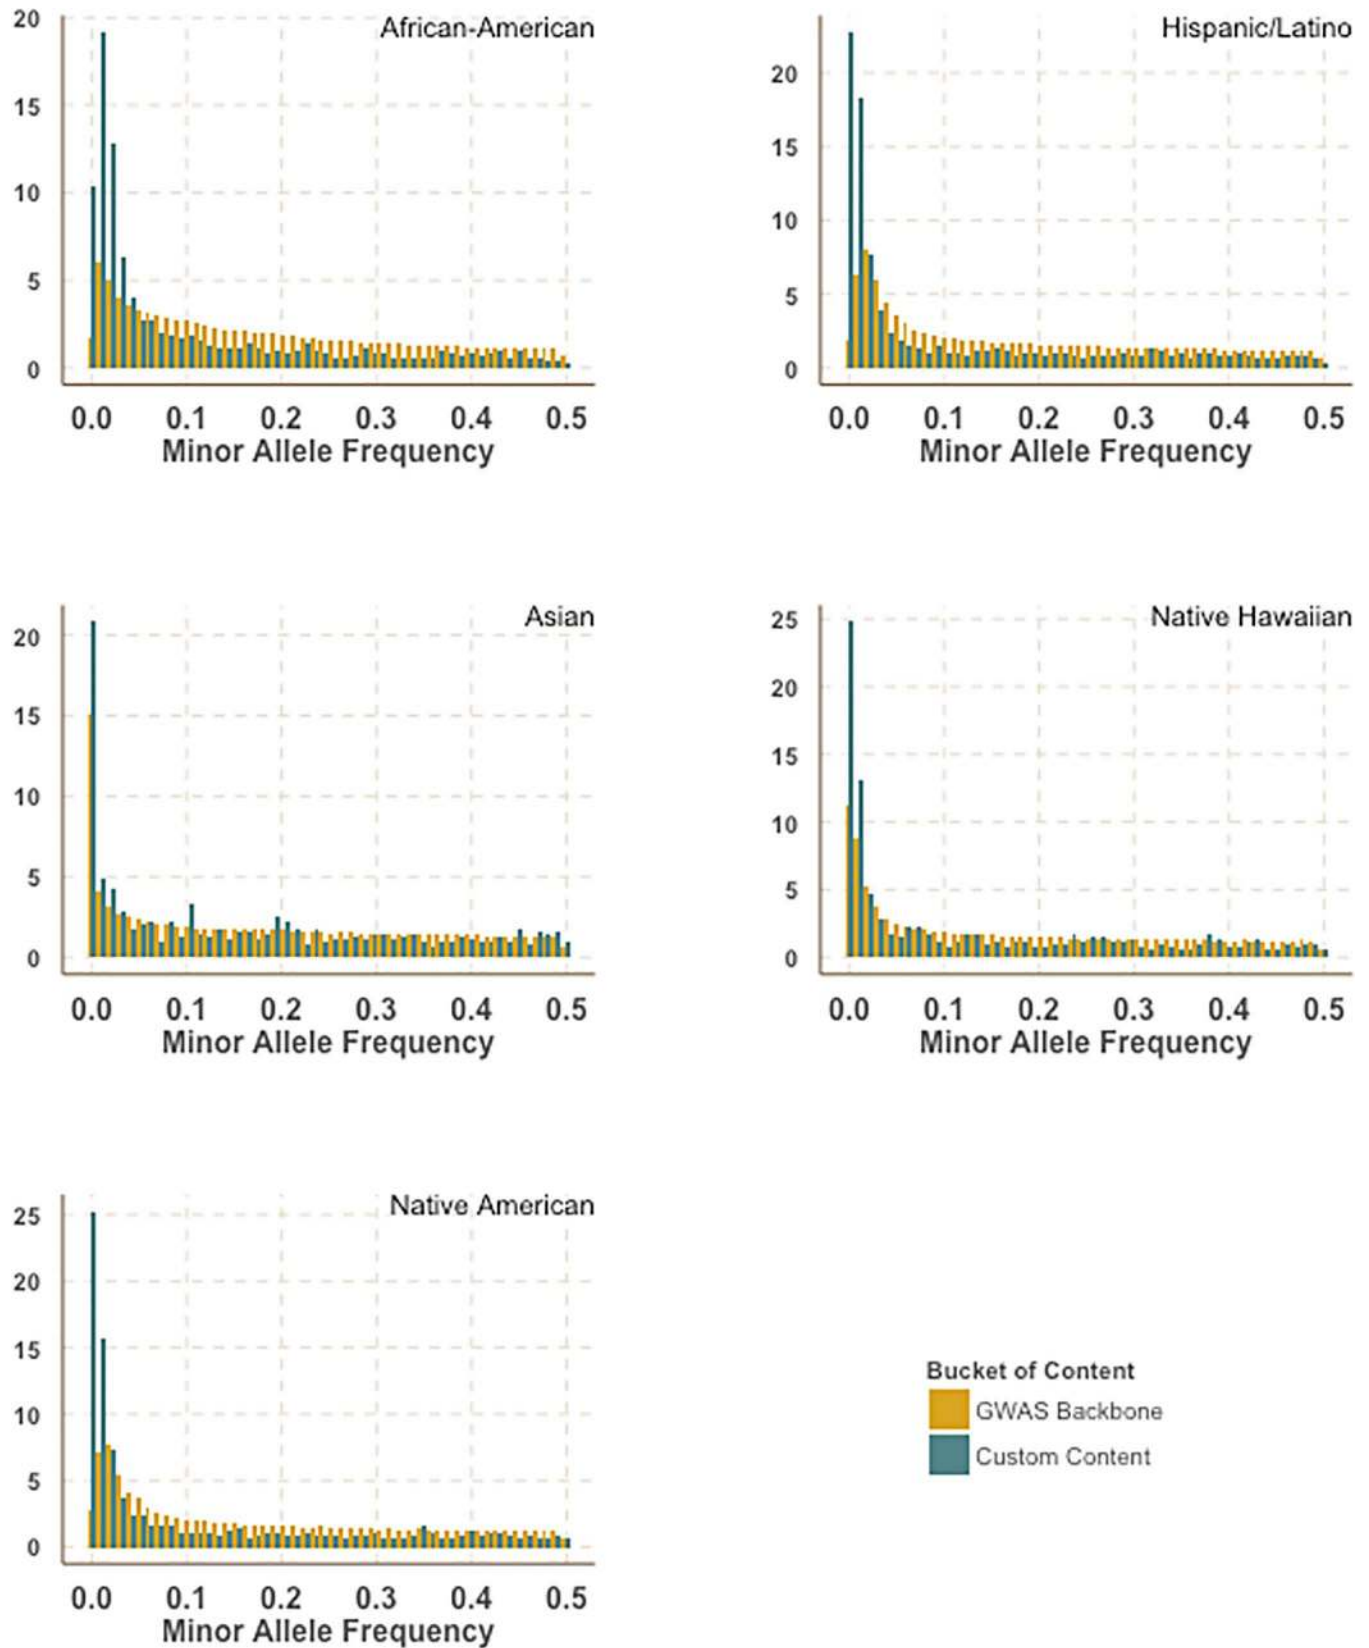 African-American
20
15
10
5
0
0.0 0.1 0.2 0.3 0.4 0.5
Minor Allele Frequency
Hispanic/Latino
20
15
10
5
0
0.0 0.1 0.2 0.3 0.4 0.5
Minor Allele Frequency
Asian
20
15
10
5
0
0.0 0.1 0.2 0.3 0.4 0.5
Minor Allele Frequency
Native Hawaiian
25
20
15
10
5
0
0.0 0.1 0.2 0.3 0.4 0.5
Minor Allele Frequency
Native American
25
20
15
10
5
0
0.0 0.1 0.2 0.3 0.4 0.5
Minor Allele Frequency
Bucket of Content
GWAS Backbone
Custom Content